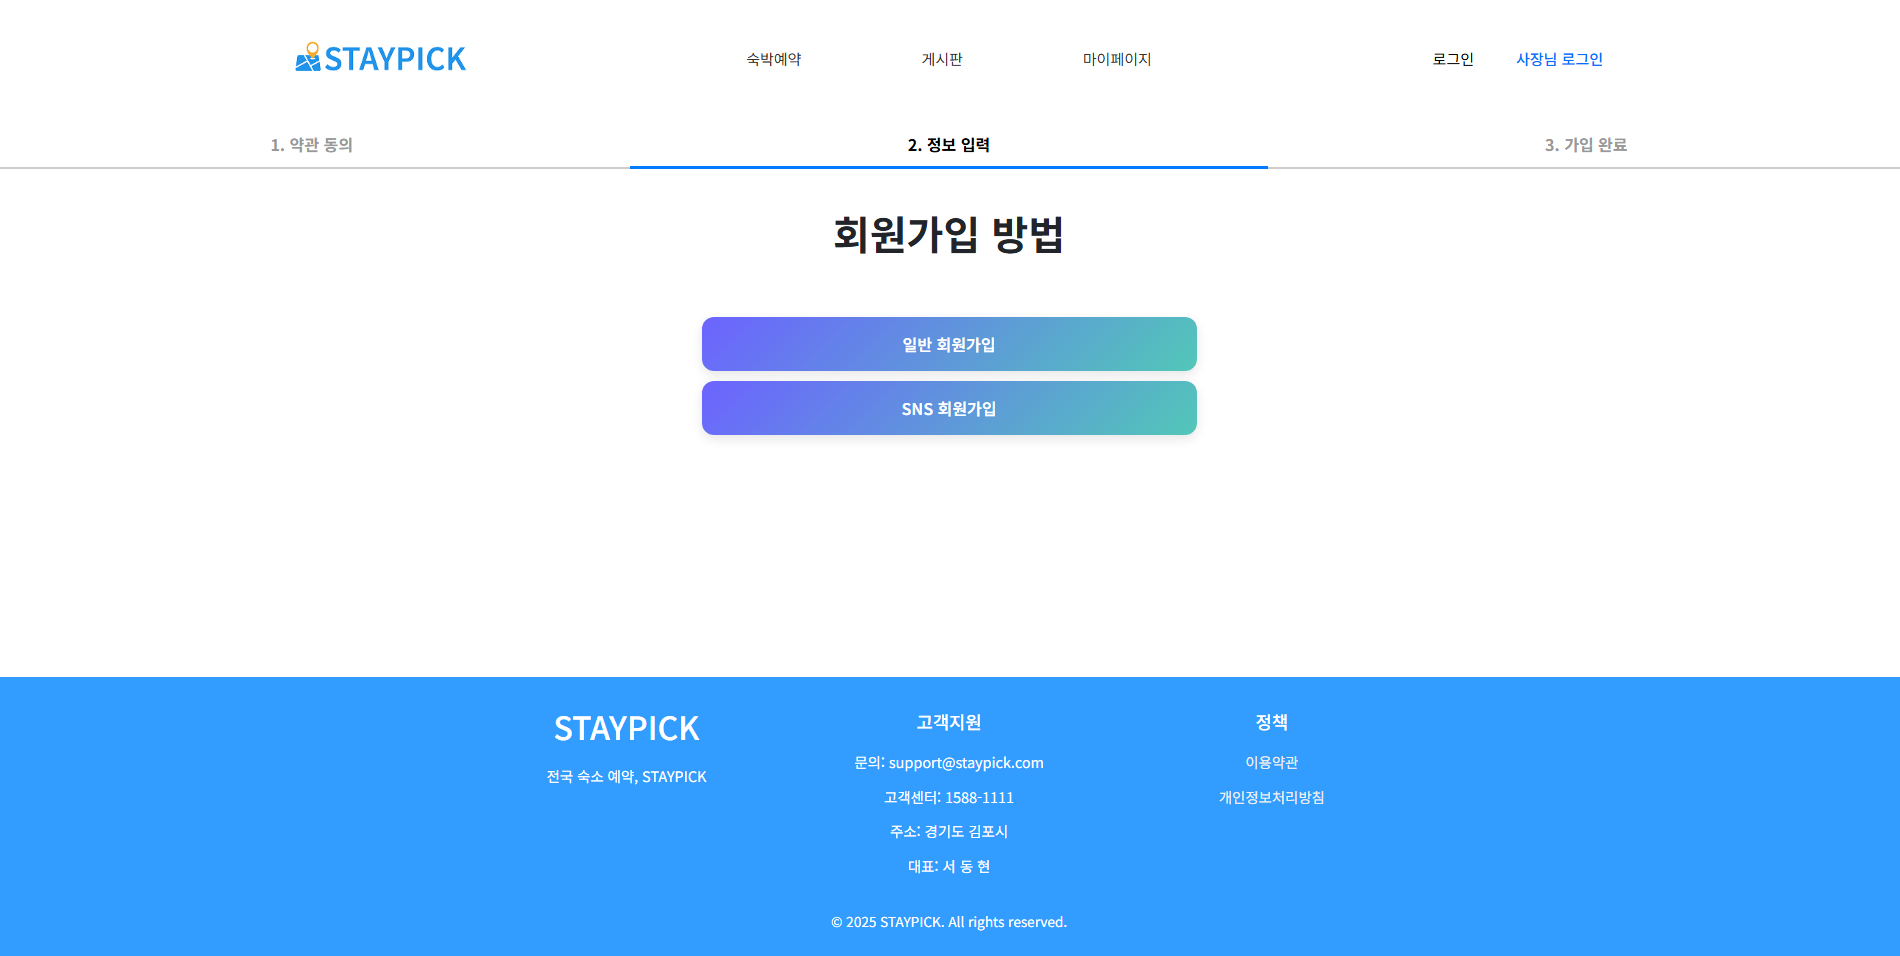 STAYPICK
숙박예약
게시판
마이페이지
로그인
사장님 로그인
1. 약관 동의
2. 정보 입력
3. 가입 완료
회원가입 방법
일반 회원가입
SNS 회원가입
STAYPICK
전국 숙소 예약, STAYPICK
고객지원
문의: support@staypick.com
고객센터: 1588-1111
주소: 경기도 김포시
대표: 서 동 현
정책
이용약관
개인정보처리방침
© 2025 STAYPICK. All rights reserved.